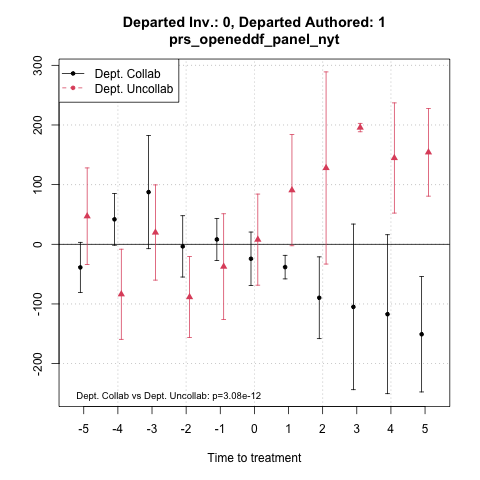 Departed Inv.: 0, Departed Authored: 1
prs_openeddf_panel_nyt
Dept. Collab
Dept. Uncollab
300
200
100
0
-100
-200
Dept. Collab vs Dept. Uncollab: p=3.08e-12
-5 -4 -3 -2 -1 0 1 2 3 4 5
Time to treatment